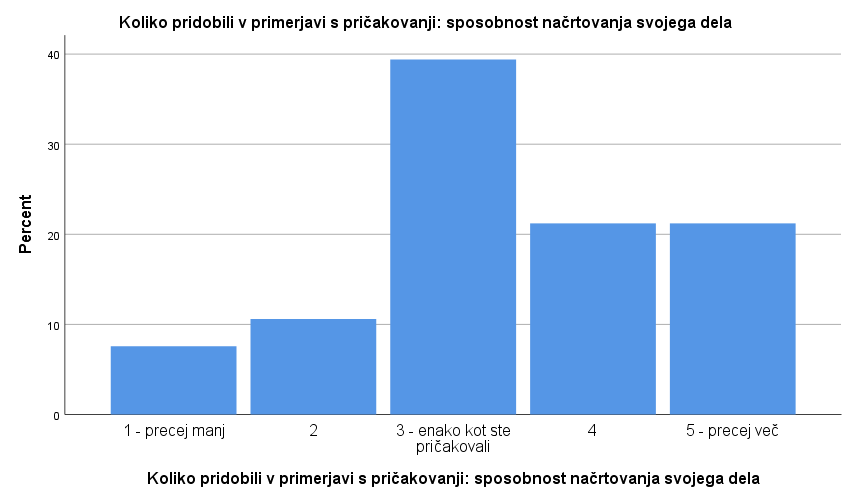 Koliko pridobili v primerjavi s pričakovanji: sposobnost načrtovanja svojega dela
40
30
20
10
0
Percent
1 - precej manj
2
3 - enako kot ste
pričakovali
4
5 - precej več
Koliko pridobili v primerjavi s pričakovanji: sposobnost načrtovanja svojega dela